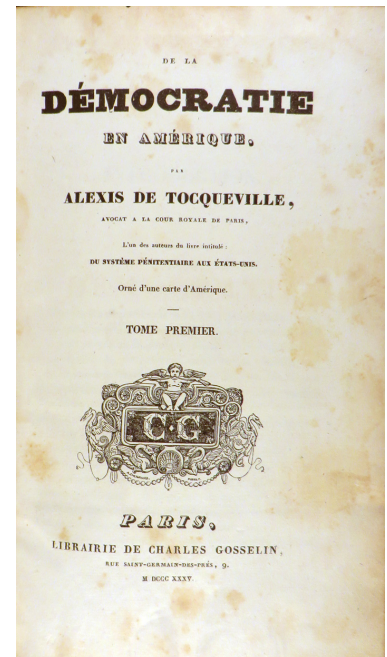 DE LA
DÉMOCRATIE
EN AMÉRIQUE,
PAR
ALEXIS DE TOCQUEVILLE,
AVOCAT A LA COUR ROYALE DE PARIS,
L'un des auteurs du livre intitulé :
DU SYSTÈME PÉNITENTIAIRE AUX ÉTATS-UNIS.
Orné d'une carte d'Amérique.
TOME PREMIER.
C·G
PARIS,
LIBRAIRIE DE CHARLES GOSSELIN,
RUE SAINT-GERMAIN-DES-PRÉS, 9.
M DCCC XXXV.